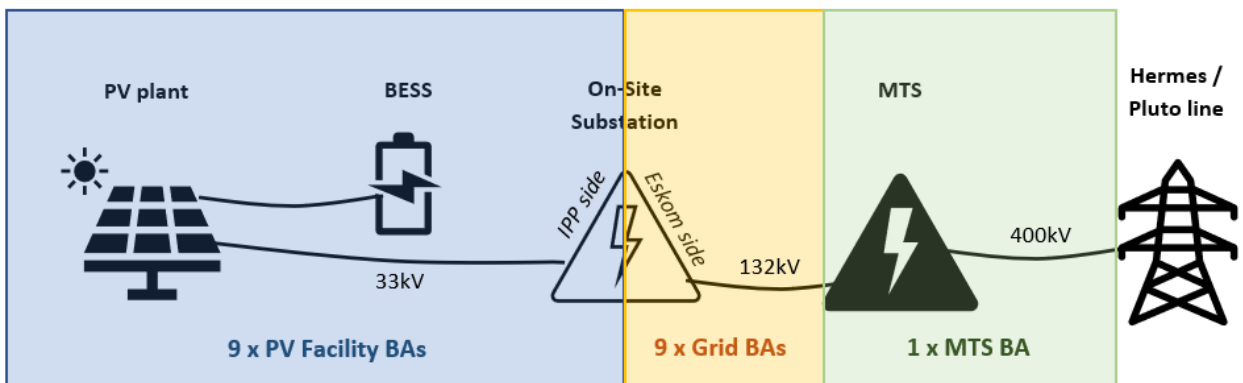 PV plant
BESS
On-Site
Substation
MTS
Hermes /
Pluto line
IPP side
Eskom side
33kV
132kV
400kV
9 x PV Facility BAs
9 x Grid BAs
1 x MTS BA